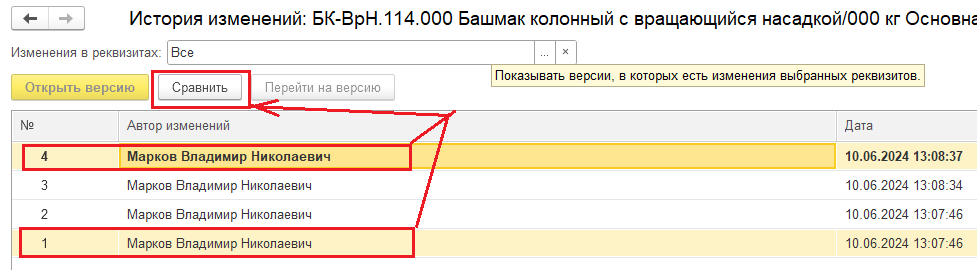 История изменений: БК-ВрН.114.000 Башмак колонный с вращающийся насадкой/000 кг Основна
Изменения в реквизитах: Все ... ×
Показывать версии, в которых есть изменения выбранных реквизитов.
Открыть версию Сравнить Перейти на версию
№ Автор изменений Дата
4 Марков Владимир Николаевич 10.06.2024 13:08:37
3 Марков Владимир Николаевич 10.06.2024 13:08:34
2 Марков Владимир Николаевич 10.06.2024 13:07:46
1 Марков Владимир Николаевич 10.06.2024 13:07:46